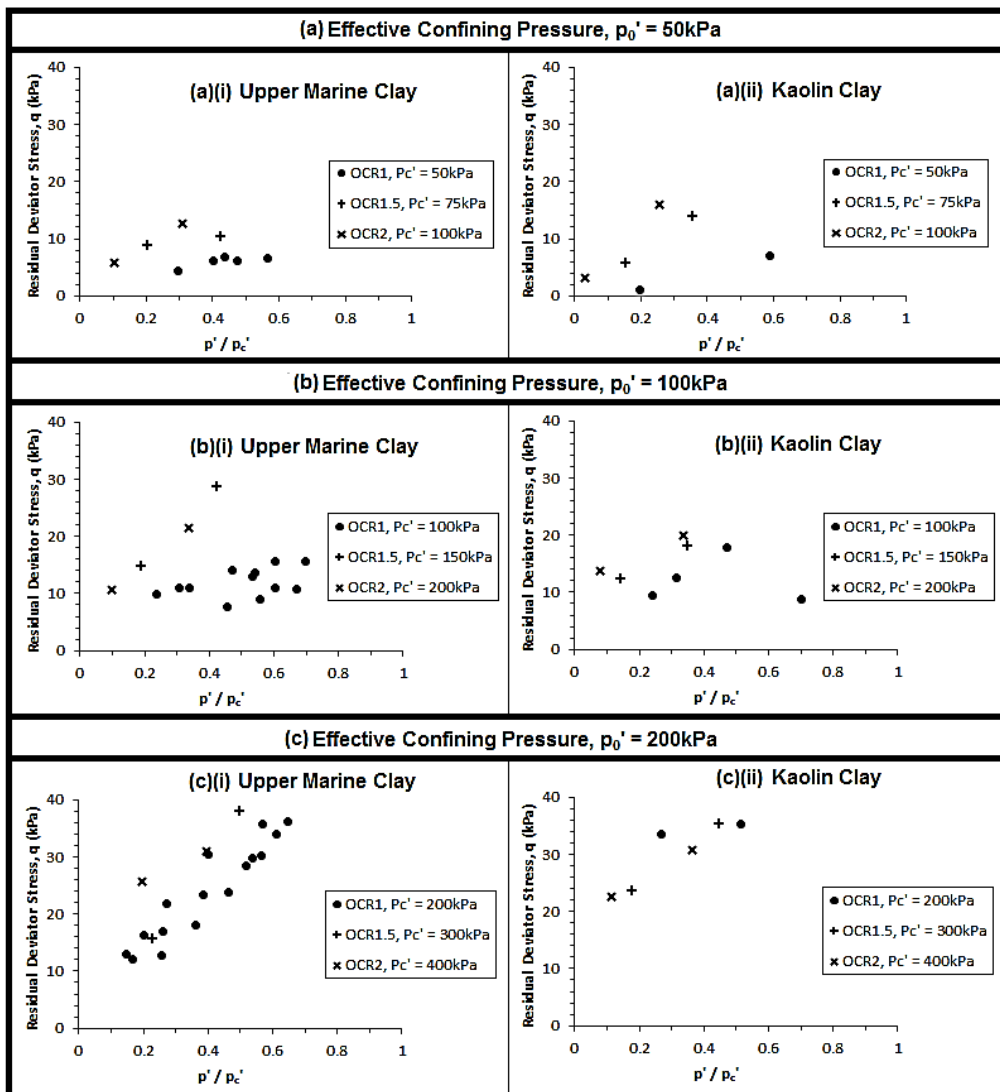 (a) Effective Confining Pressure, p0' = 50kPa
(a)(i) Upper Marine Clay
Residual Deviator Stress, q (kPa)
40
30
20
10
0
0 0.2 0.4 0.6 0.8 1
p' / pc'
OCR1, Pc' = 50kPa
OCR1.5, Pc' = 75kPa
OCR2, Pc' = 100kPa
(a)(ii) Kaolin Clay
Residual Deviator Stress, q (kPa)
40
30
20
10
0
0 0.2 0.4 0.6 0.8 1
p' / pc'
OCR1, Pc' = 50kPa
OCR1.5, Pc' = 75kPa
OCR2, Pc' = 100kPa
(b) Effective Confining Pressure, p0' = 100kPa
(b)(i) Upper Marine Clay
Residual Deviator Stress, q (kPa)
40
30
20
10
0
0 0.2 0.4 0.6 0.8 1
p' / pc'
OCR1, Pc' = 100kPa
OCR1.5, Pc' = 150kPa
OCR2, Pc' = 200kPa
(b)(ii) Kaolin Clay
Residual Deviator Stress, q (kPa)
40
30
20
10
0
0 0.2 0.4 0.6 0.8 1
p' / pc'
OCR1, Pc' = 100kPa
OCR1.5, Pc' = 150kPa
OCR2, Pc' = 200kPa
(c) Effective Confining Pressure, p0' = 200kPa
(c)(i) Upper Marine Clay
Residual Deviator Stress, q (kPa)
40
30
20
10
0
0 0.2 0.4 0.6 0.8 1
p' / pc'
OCR1, Pc' = 200kPa
OCR1.5, Pc' = 300kPa
OCR2, Pc' = 400kPa
(c)(ii) Kaolin Clay
Residual Deviator Stress, q (kPa)
40
30
20
10
0
0 0.2 0.4 0.6 0.8 1
p' / pc'
OCR1, Pc' = 200kPa
OCR1.5, Pc' = 300kPa
OCR2, Pc' = 400kPa